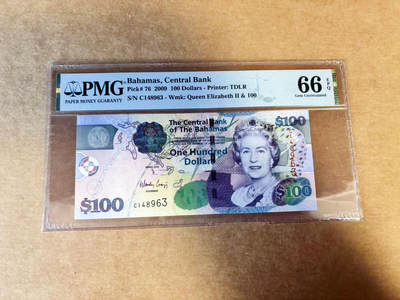 PMG
PAPER MONEY GUARANTY
Bahamas, Central Bank
Pick# 76 2009 100 Dollars - Printer: TDLR
S/N C148963 - Wmk: Queen Elizabeth II & 100
66 EPQ
Gem Uncirculated
The Central Bank
of The Bahamas
$100
One Hundred
Dollars
$100
C148963
$100